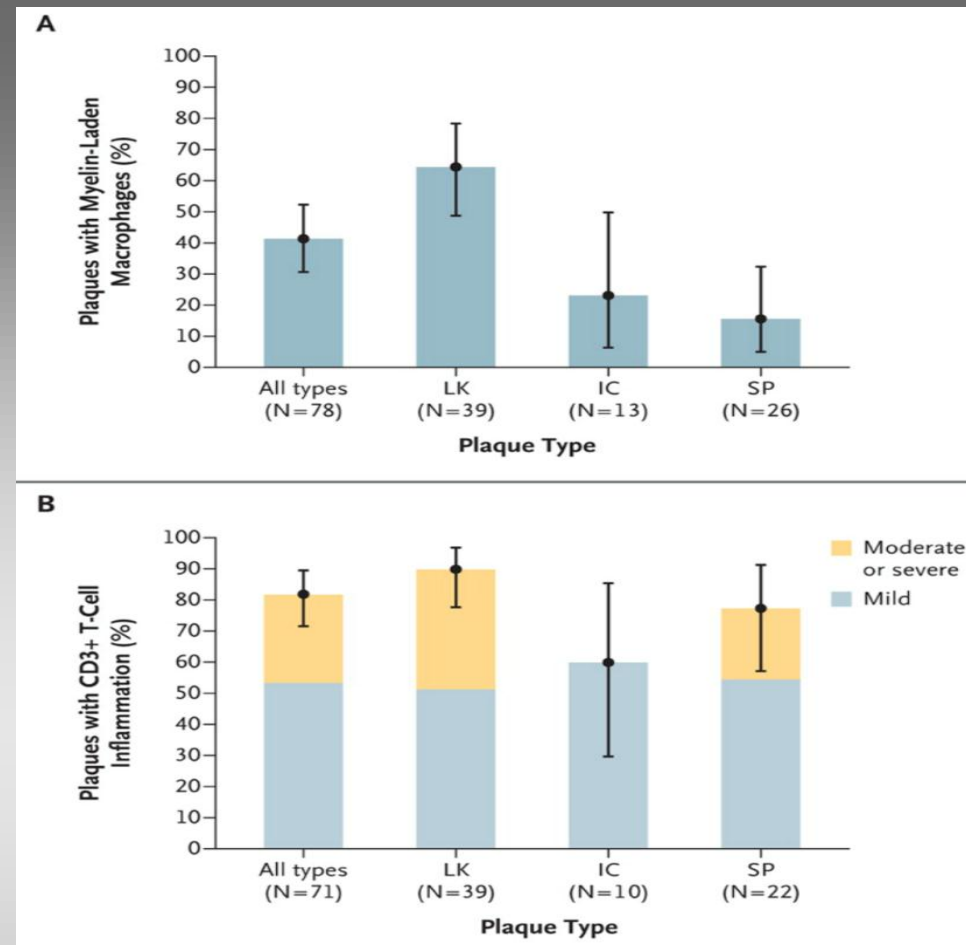 A
Plaques with Myelin-Laden
Macrophages (%)
100
90
80
70
60
50
40
30
20
10
0
All types LK IC SP
(N=78) (N=39) (N=13) (N=26)
Plaque Type
B
Plaques with CD3+ T-Cell
Inflammation (%)
100
90
80
70
60
50
40
30
20
10
0
Moderate
or severe
Mild
All types LK IC SP
(N=71) (N=39) (N=10) (N=22)
Plaque Type